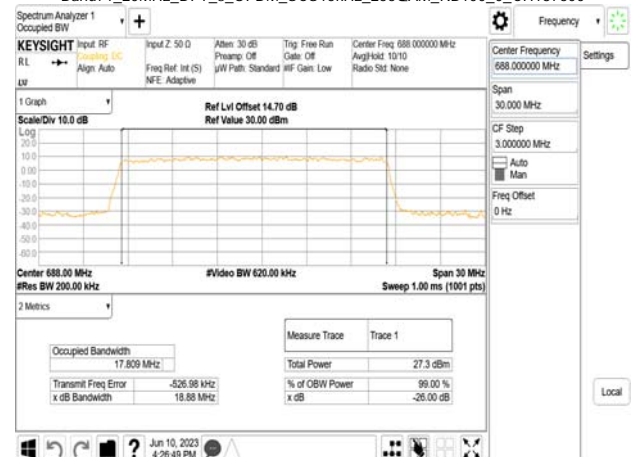 Spectrum Analyzer 1
Occupied BW
Frequency
KEYSIGHT
RL
Input: RF
Coupling: DC
Align: Auto
Input Z: 50 Ω
Freq Ref: Int (S)
NFE: Adaptive
Atten: 30 dB
Preamp: Off
µW Path: Standard
Trig: Free Run
Gate: Off
#IF Gain: Low
Center Freq: 688.000000 MHz
Avg|Hold: 10/10
Radio Std: None
Center Frequency
688.000000 MHz
Settings
Span
30.000 MHz
CF Step
3.000000 MHz
Auto
Man
Freq Offset
0 Hz
Local
1 Graph
Scale/Div 10.0 dB
Ref Lvl Offset 14.70 dB
Ref Value 30.00 dBm
Log
20.0
10.0
0.00
-10.0
-20.0
-30.0
-40.0
-50.0
-60.0
Center 688.00 MHz
#Video BW 620.00 kHz
Span 30 MHz
#Res BW 200.00 kHz
Sweep 1.00 ms (1001 pts)
2 Metrics
Measure Trace Trace 1
Occupied Bandwidth
17.809 MHz
Total Power 27.3 dBm
Transmit Freq Error -526.98 kHz
% of OBW Power 99.00 %
x dB Bandwidth 18.88 MHz
x dB -26.00 dB
Jun 10, 2023
4:26:49 PM